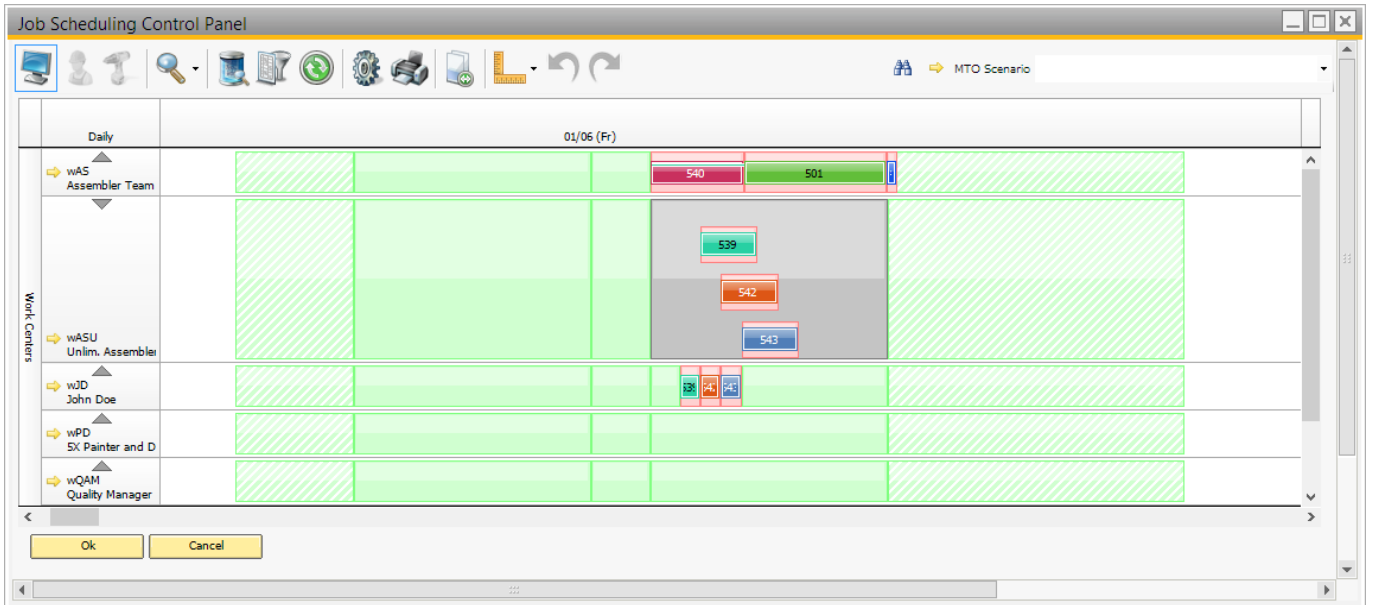 Job Scheduling Control Panel
MTO Scenario
Daily
01/06 (Fr)
Work Centers
wAS
Assembler Team
540
501
539
542
543
wASU
Unlim. Assembler
wJD
John Doe
wPD
5X Painter and D
wQAM
Quality Manager
Ok
Cancel